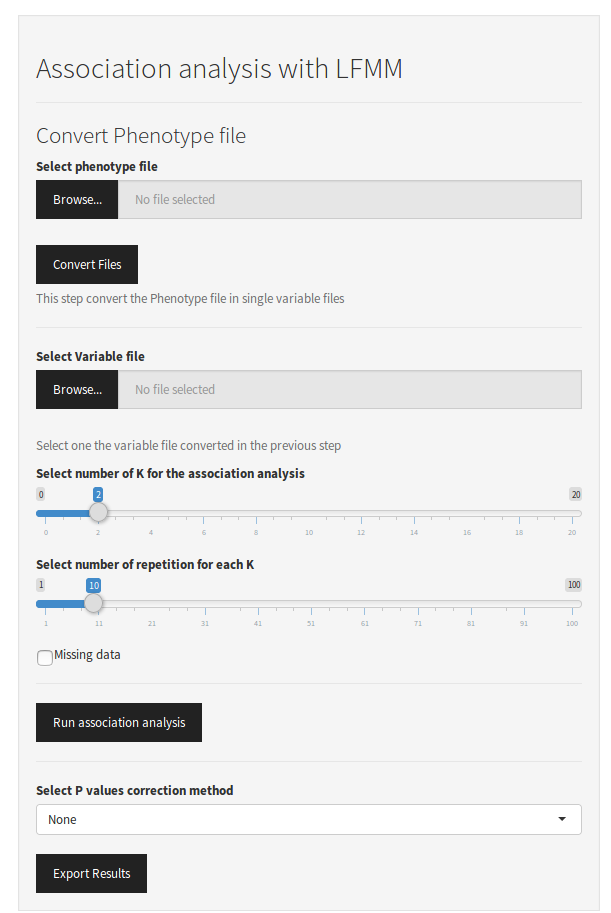 Association analysis with LFMM
Convert Phenotype file
Select phenotype file
Browse... No file selected
Convert Files
This step convert the Phenotype file in single variable files
Select Variable file
Browse... No file selected
Select one the variable file converted in the previous step
Select number of K for the association analysis
0 2 20
0 2 4 6 8 10 12 14 16 18 20
Select number of repetition for each K
1 10 100
1 11 21 31 41 51 61 71 81 91 100
Missing data
Run association analysis
Select P values correction method
None
Export Results